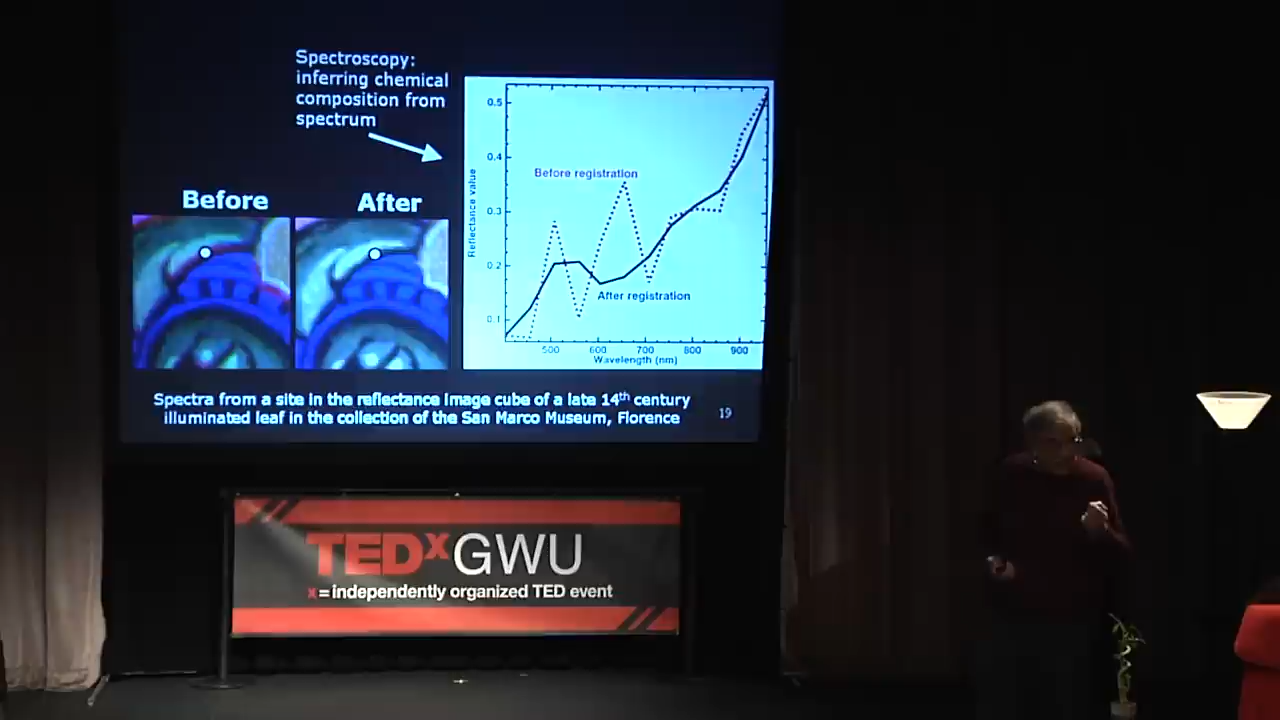 Spectroscopy:
inferring chemical
composition from
spectrum
Before
After
0.5
0.4
0.3
0.2
0.1
Reflectance value
Before registration
After registration
500
600
700
800
900
Wavelength (nm)
Spectra from a site in the reflectance image cube of a late 14th century
illuminated leaf in the collection of the San Marco Museum, Florence
19
TEDxGWU
x=independently organized TED event